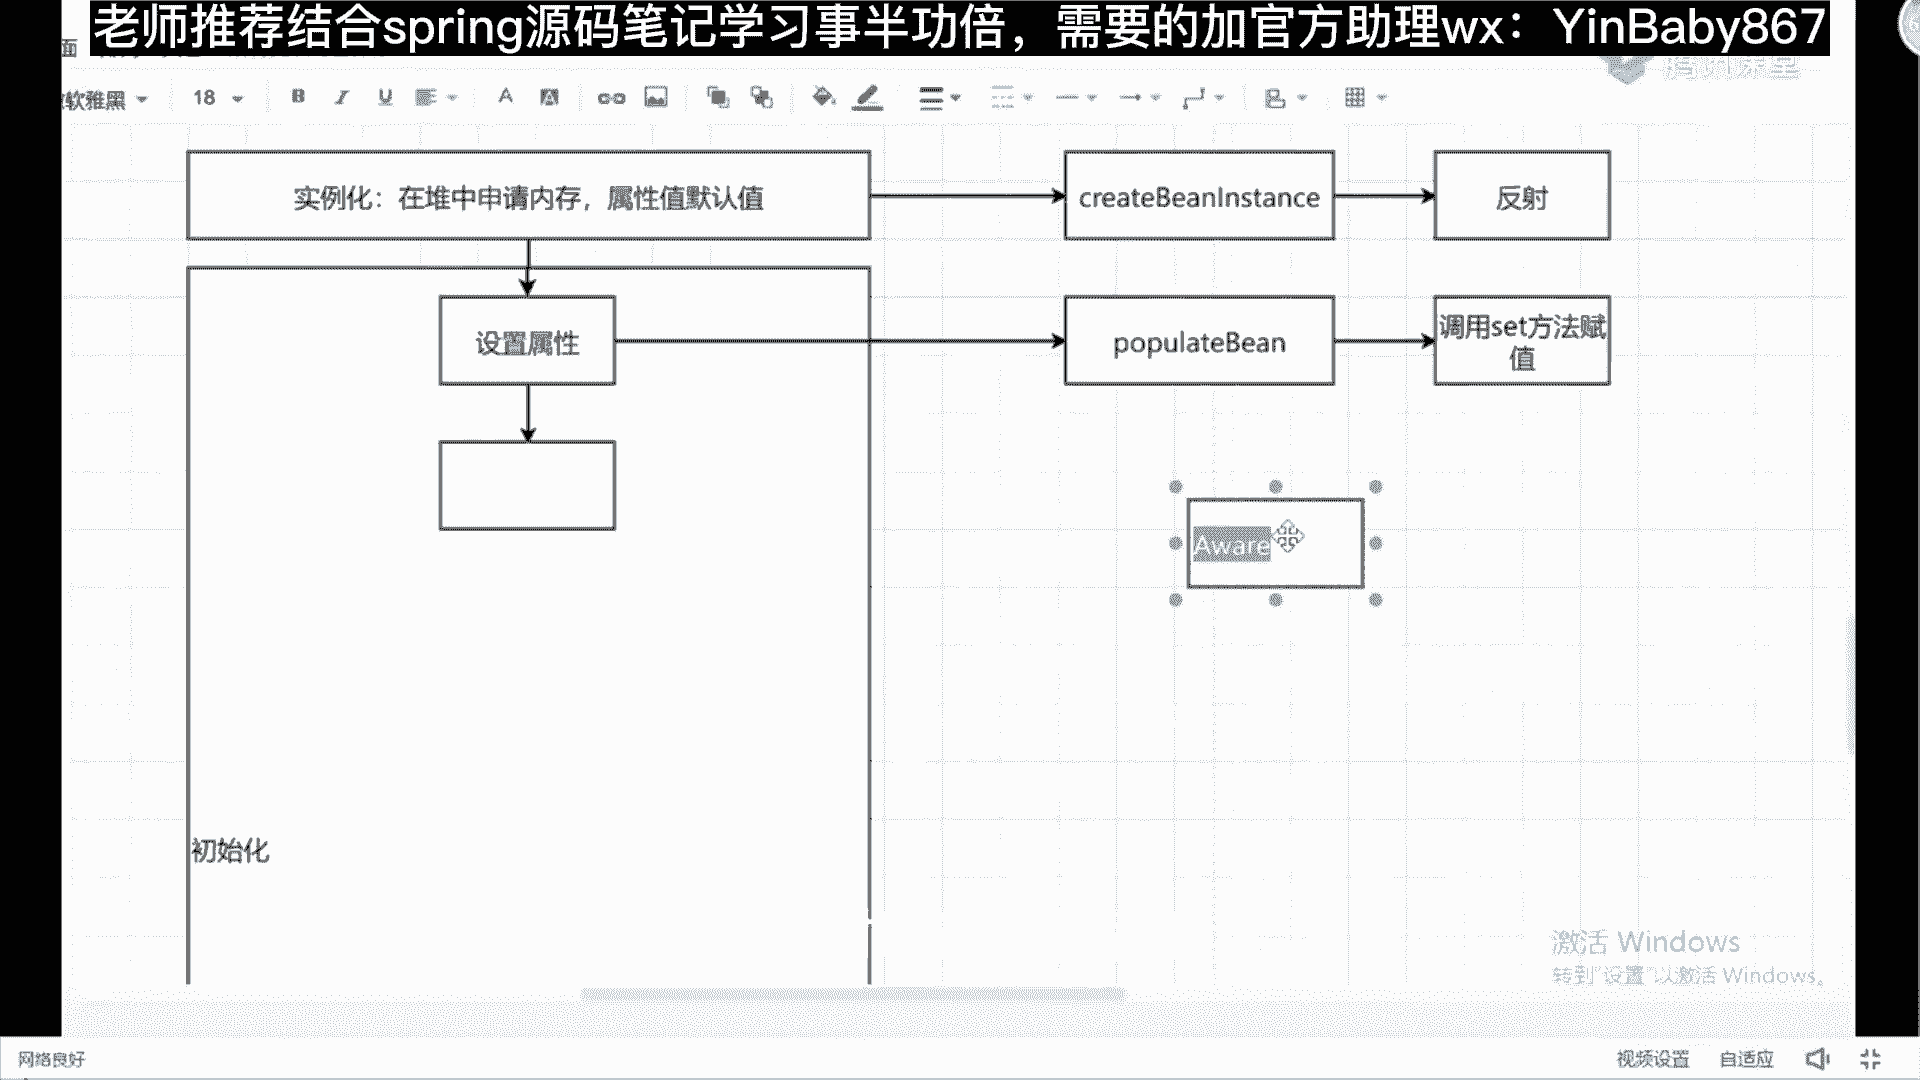 老师推荐结合spring源码笔记学习事半功倍，需要的加官方助理wx：YinBaby867
面
软雅黑 18 B I U A A
实例化：在堆中申请内存，属性值默认值
createBeanInstance
反射
设置属性
populateBean
调用set方法赋
值
Aware
初始化
激活 Windows
转到"设置"以激活 Windows。
网络良好
视频设置
自适应